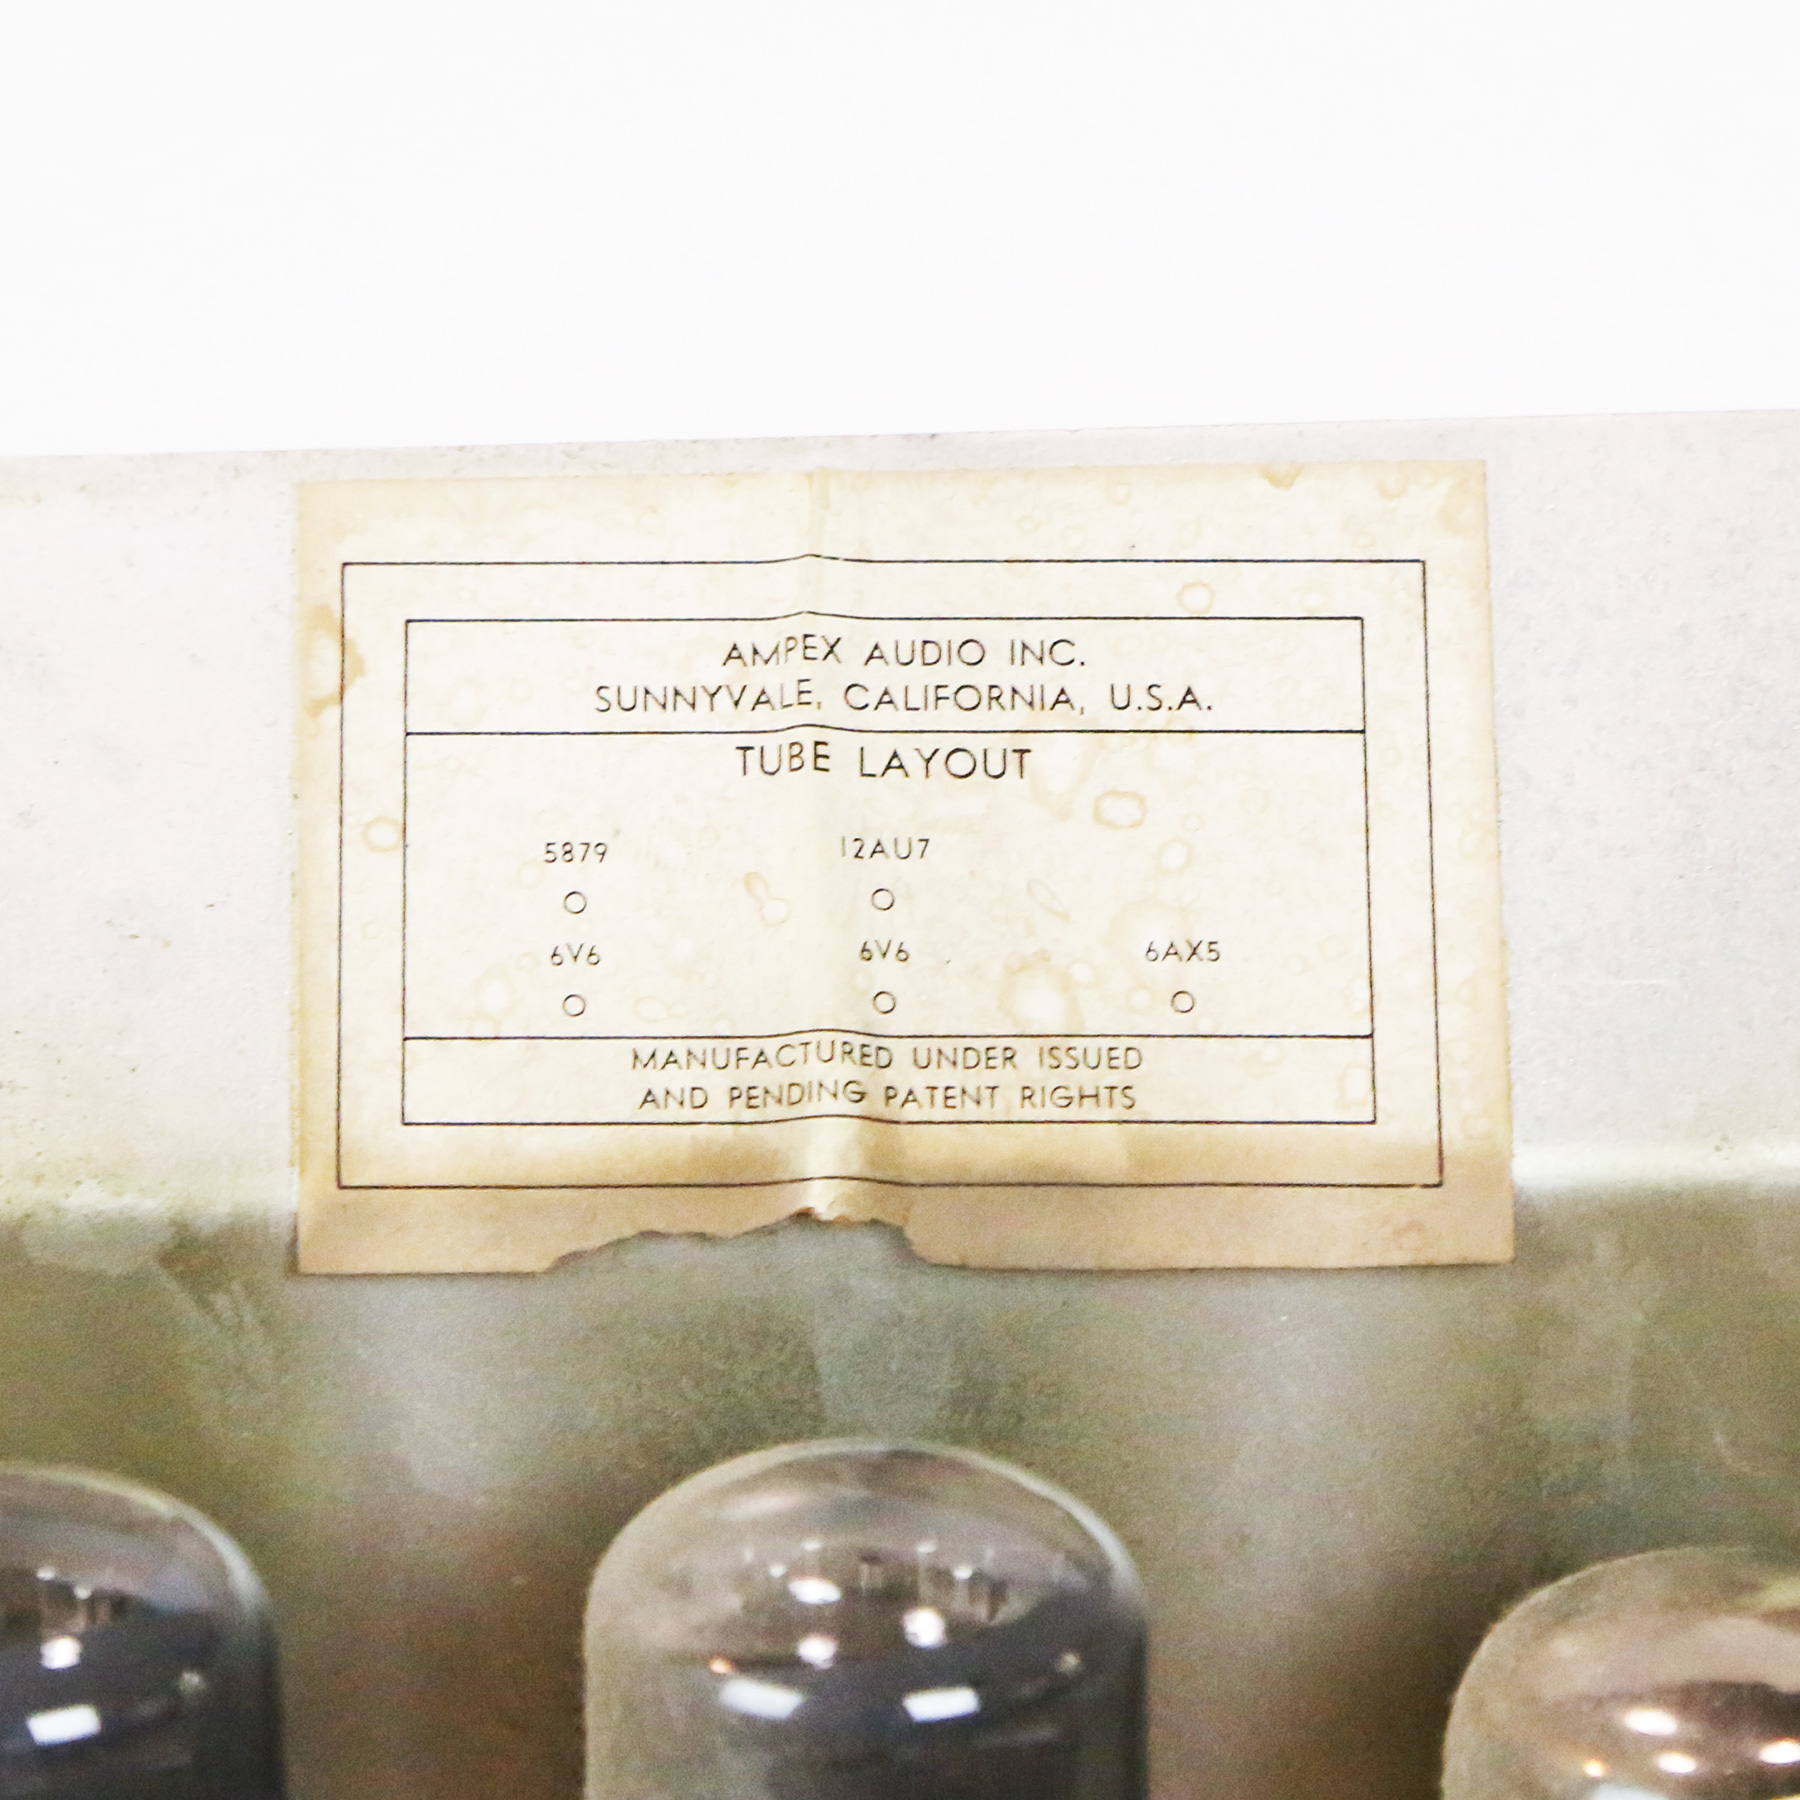 AMPEX AUDIO INC.
SUNNYVALE, CALIFORNIA, U.S.A.
TUBE LAYOUT
5879 12AU7
6V6 6V6 6AX5
MANUFACTURED UNDER ISSUED
AND PENDING PATENT RIGHTS